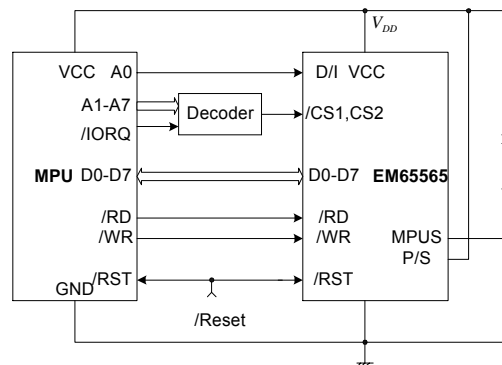 V_DD
VCC A0
D/I VCC
A1-A7
Decoder
/CS1,CS2
/IORQ
MPU D0-D7
D0-D7 EM65565
/RD
/RD
/WR
/WR
MPUS
P/S
/RST
/RST
GND
/Reset